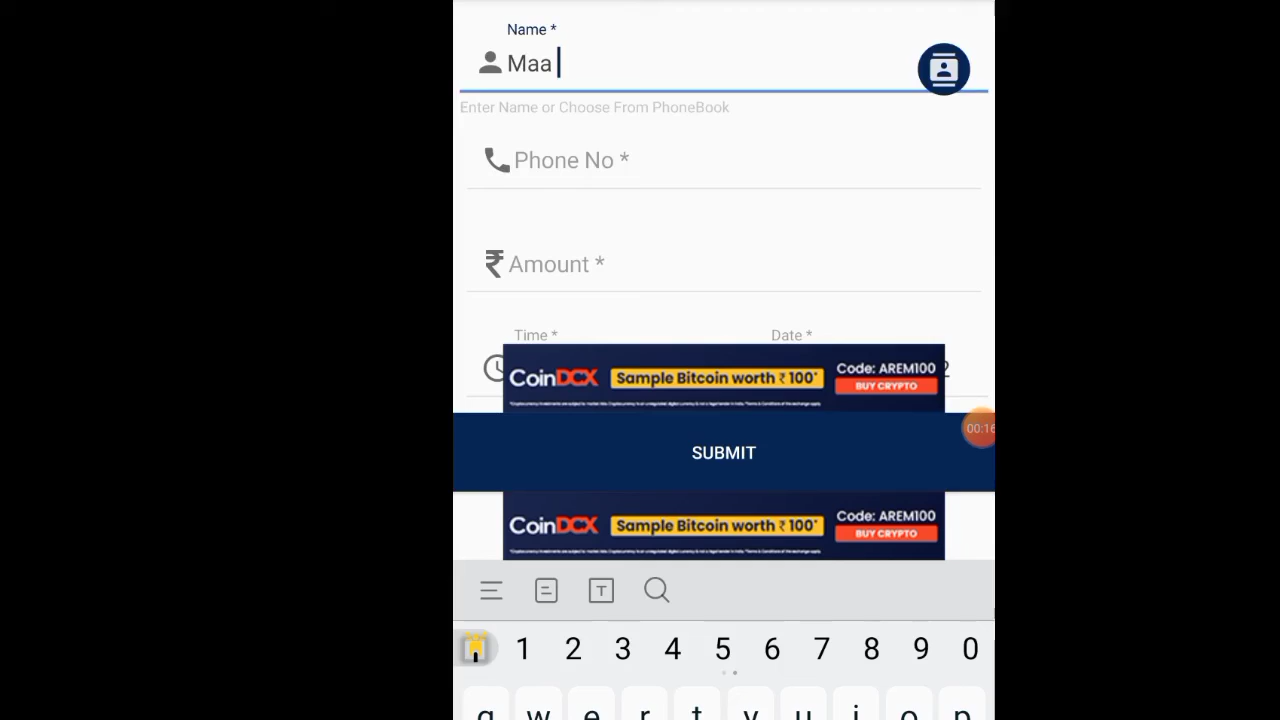 Name *
Maa
Enter Name or Choose From PhoneBook
Phone No *
₹ Amount *
Time * Date *
2
CoinDCX Sample Bitcoin worth ₹ 100* Code: AREM100
BUY CRYPTO
00:16
SUBMIT
CoinDCX Sample Bitcoin worth ₹ 100* Code: AREM100
BUY CRYPTO
T
1 2 3 4 5 6 7 8 9 0
q w e r t y u i o p